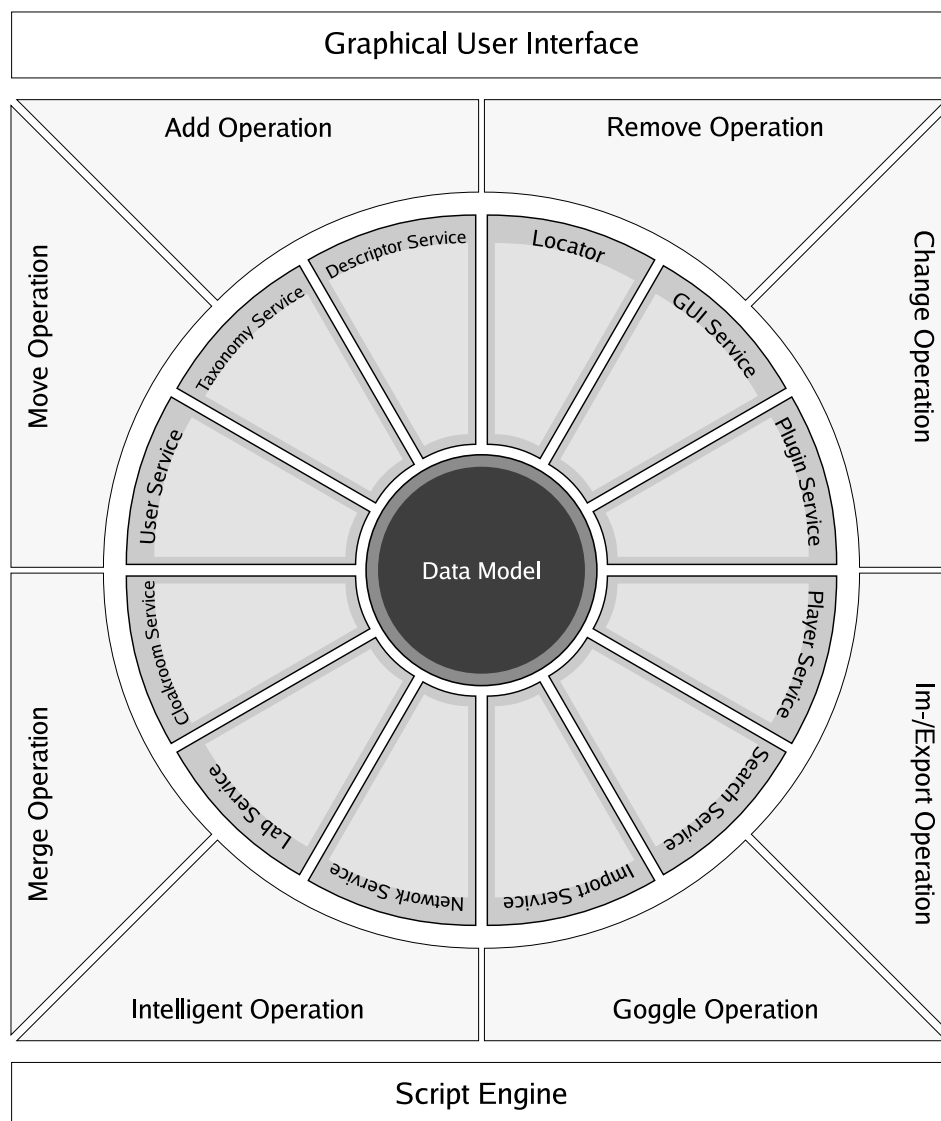 Graphical User Interface
Add Operation
Remove Operation
Move Operation
Change Operation
Descriptor Service
Locator
Taxonomy Service
GUI Service
User Service
Plugin Service
Data Model
Cloakroom Service
Player Service
Lab Service
Search Service
Network Service
Import Service
Merge Operation
Im-/Export Operation
Intelligent Operation
Goggle Operation
Script Engine